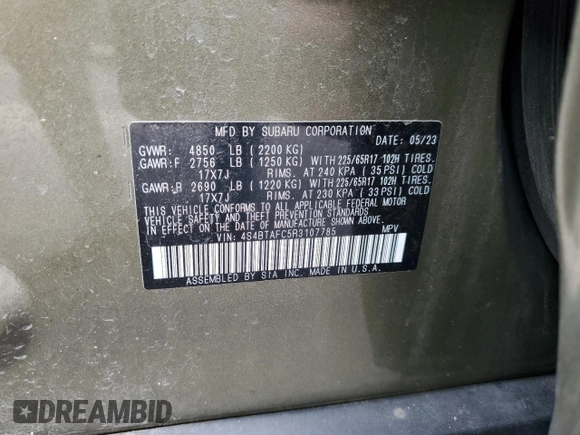 MFD BY SUBARU CORPORATION
DATE: 05/23
GVWR: 4850 LB (2200 KG)
GAWR:F 2756 LB (1250 KG) WITH 225/65R17 102H TIRES.
17X7J RIMS. AT 240 KPA (35 PSI) COLD
GAWR:R 2690 LB (1220 KG) WITH 225/65R17 102H TIRES.
17X7J RIMS. AT 230 KPA (33 PSI) COLD
THIS VEHICLE CONFORMS TO ALL APPLICABLE FEDERAL MOTOR
VEHICLE SAFETY AND THEFT PREVENTION STANDARDS
IN EFFECT ON THE DATE OF MANUFACTURE SHOWN ABOVE.
VIN: 4S4BTAFC5R3107785 MPV
ASSEMBLED BY SIA INC. MADE IN U.S.A.
DREAMBID